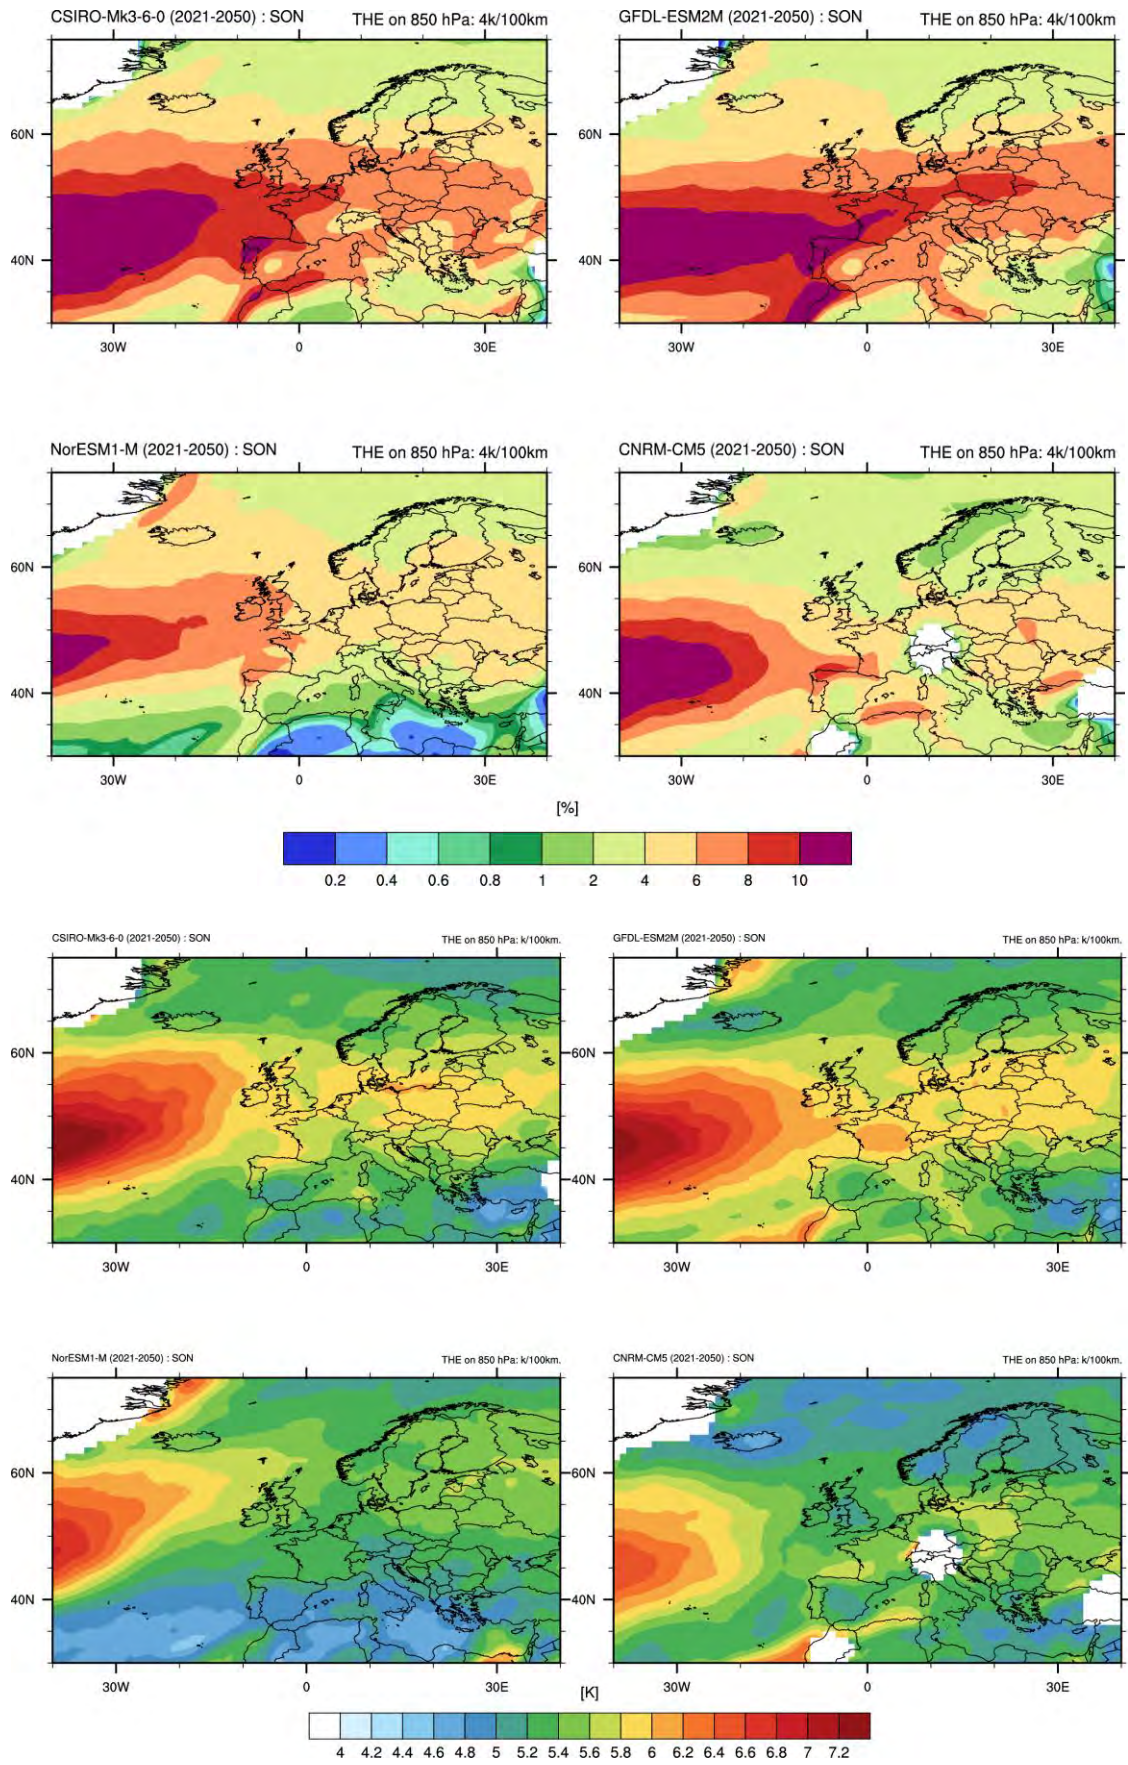 CSIRO-Mk3-6-0 (2021-2050) : SON THE on 850 hPa: 4k/100km
GFDL-ESM2M (2021-2050) : SON THE on 850 hPa: 4k/100km
60N
40N
30W 0 30E
30W 0 30E
NorESM1-M (2021-2050) : SON THE on 850 hPa: 4k/100km
CNRM-CM5 (2021-2050) : SON THE on 850 hPa: 4k/100km
60N
40N
30W 0 30E
30W 0 30E
[%]
0.2 0.4 0.6 0.8 1 2 4 6 8 10
CSIRO-Mk3-6-0 (2021-2050) : SON THE on 850 hPa: k/100km.
GFDL-ESM2M (2021-2050) : SON THE on 850 hPa: k/100km.
60N
60N
40N
40N
30W 0 30E
30W 0 30E
NorESM1-M (2021-2050) : SON THE on 850 hPa: k/100km.
CNRM-CM5 (2021-2050) : SON THE on 850 hPa: k/100km.
60N
60N
40N
40N
30W 0 30E
30W 0 30E
[K]
4 4.2 4.4 4.6 4.8 5 5.2 5.4 5.6 5.8 6 6.2 6.4 6.6 6.8 7 7.2